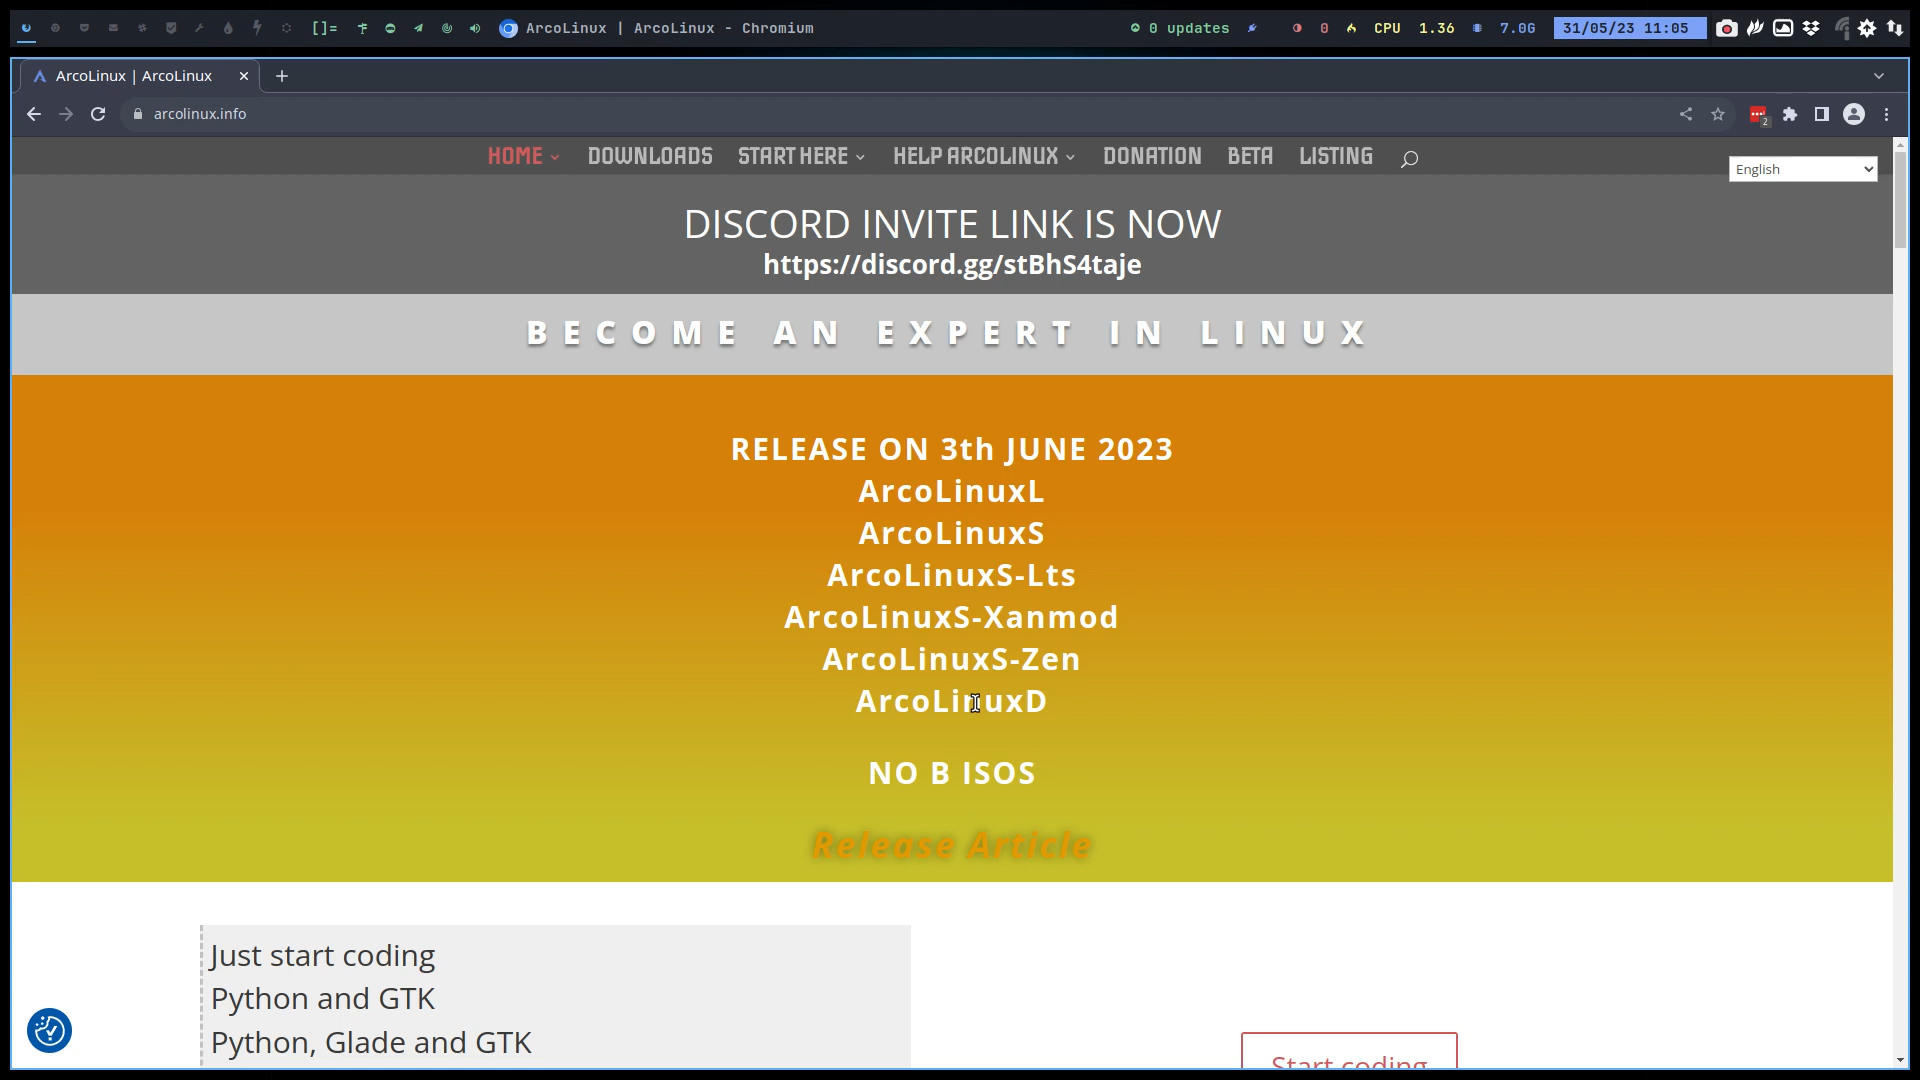 []= ArcoLinux | ArcoLinux - Chromium 0 updates 0 CPU 1.36 7.0G 31/05/23 11:05
ArcoLinux | ArcoLinux
arcolinux.info 2
HOME DOWNLOADS START HERE HELP ARCOLINUX DONATION BETA LISTING
English
DISCORD INVITE LINK IS NOW
https://discord.gg/stBhS4taje
BECOME AN EXPERT IN LINUX
RELEASE ON 3th JUNE 2023
ArcoLinuxL
ArcoLinuxS
ArcoLinuxS-Lts
ArcoLinuxS-Xanmod
ArcoLinuxS-Zen
ArcoLinuxD
NO B ISOS
Release Article
Just start coding
Python and GTK
Python, Glade and GTK
Start coding